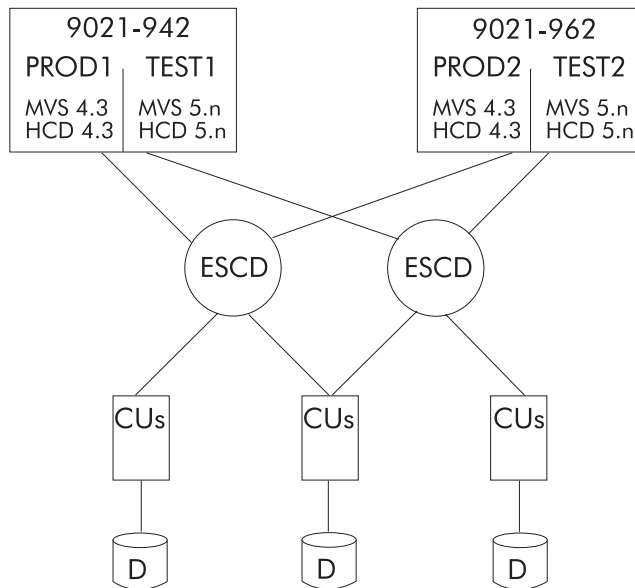 9021-942
PROD1 TEST1
MVS 4.3 MVS 5.n
HCD 4.3 HCD 5.n
9021-962
PROD2 TEST2
MVS 4.3 MVS 5.n
HCD 4.3 HCD 5.n
ESCD
ESCD
CUs
CUs
CUs
D
D
D